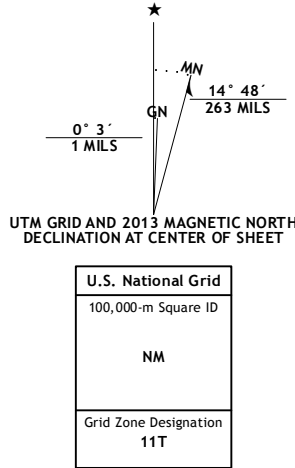 ★
MN
GN
14° 48´
263 MILS
0° 3´
1 MILS
UTM GRID AND 2013 MAGNETIC NORTH
DECLINATION AT CENTER OF SHEET
U.S. National Grid
100,000-m Square ID
NM
Grid Zone Designation
11T